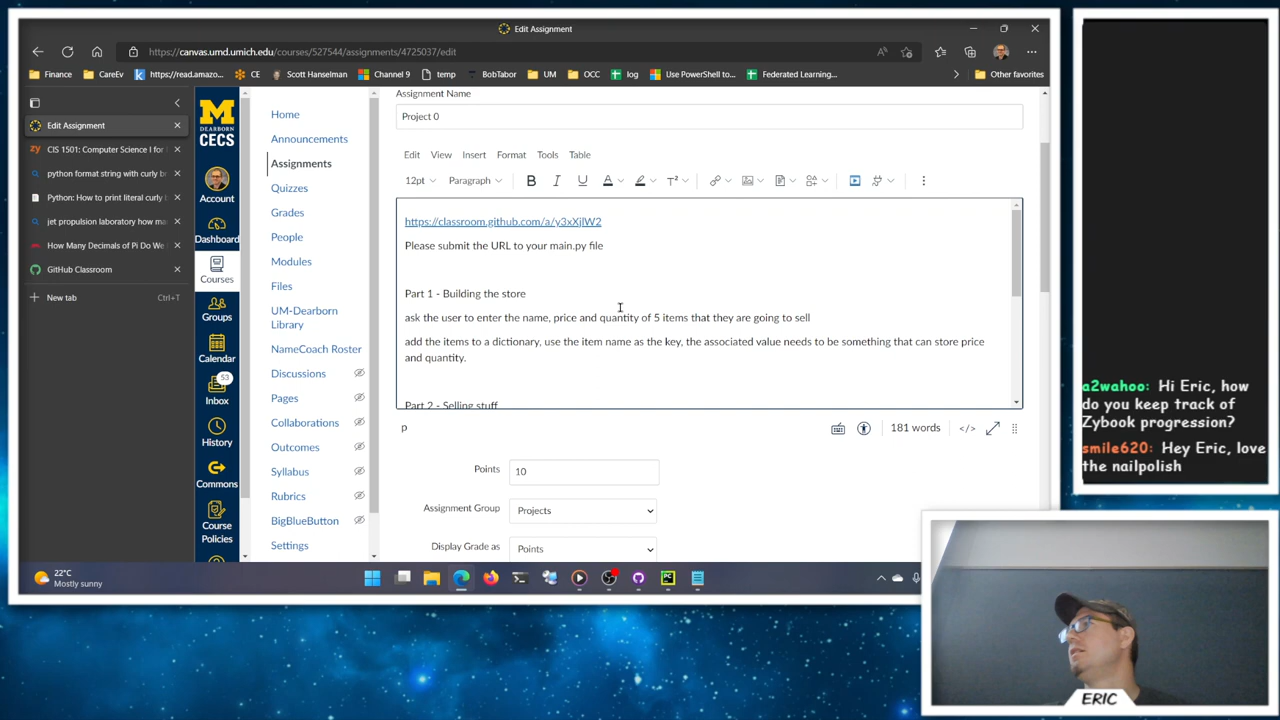 Edit Assignment
https://canvas.umd.umich.edu/courses/527544/assignments/4725037/edit
Finance
CareEv
https://read.amazo...
CE
Scott Hanselman
Channel 9
temp
BobTabor
UM
OCC
log
Use PowerShell to...
Federated Learning...
Other favorites
Edit Assignment
CIS 1501: Computer Science I for
python format string with curly br
Python: How to print literal curly b
jet propulsion laboratory how ma
How Many Decimals of Pi Do We
GitHub Classroom
New tab
Ctrl+T
M
DEARBORN
CECS
Account
Dashboard
Courses
Groups
Calendar
53
Inbox
History
Commons
Course
Policies
Home
Announcements
Assignments
Quizzes
Grades
People
Modules
Files
UM-Dearborn
Library
NameCoach Roster
Discussions
Pages
Collaborations
Outcomes
Syllabus
Rubrics
BigBlueButton
Settings
Assignment Name
Project 0
Edit View Insert Format Tools Table
12pt Paragraph B I U A T²
https://classroom.github.com/a/y3xXjlW2
Please submit the URL to your main.py file
Part 1 - Building the store
ask the user to enter the name, price and quantity of 5 items that they are going to sell
add the items to a dictionary, use the item name as the key, the associated value needs to be something that can store price
and quantity.
Part 2 - Selling stuff
p
181 words
</>
Points
10
Assignment Group
Projects
Display Grade as
Points
22°C
Mostly sunny
a2wahoo: Hi Eric, how
do you keep track of
Zybook progression?
smile620: Hey Eric, love
the nailpolish
ERIC